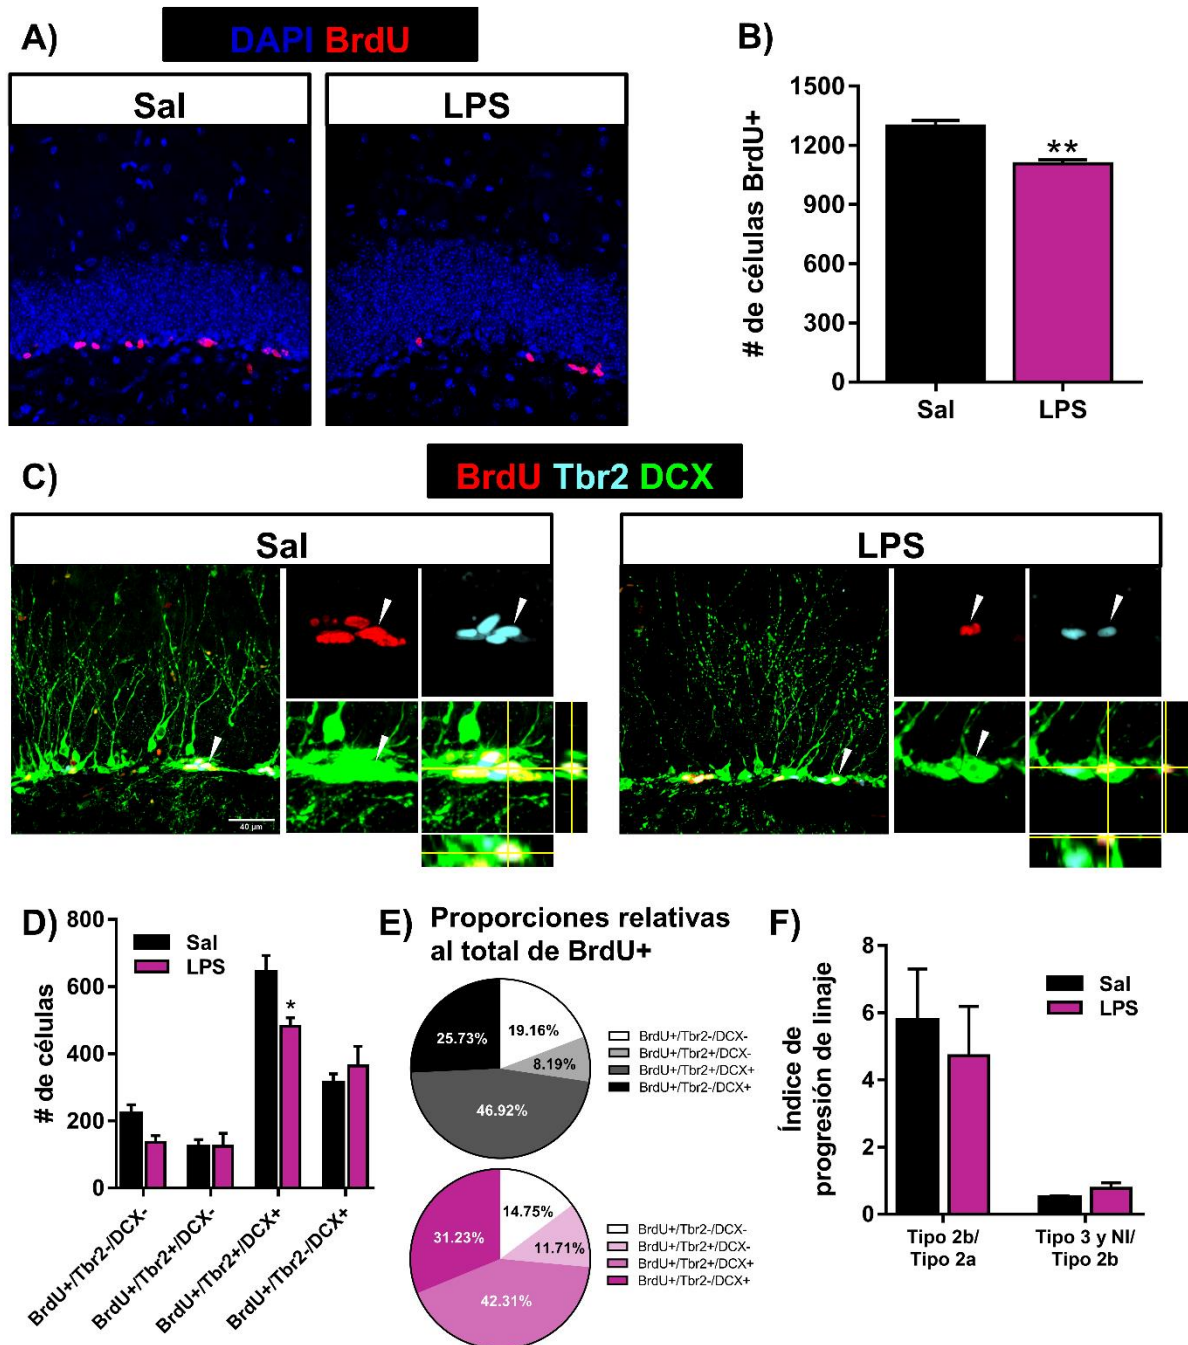 A)
DAPI BrdU
Sal
LPS
B)
# de células BrdU+
1500
1200
900
600
300
0
**
Sal
LPS
C)
BrdU Tbr2 DCX
Sal
LPS
40 µm
D)
# de células
800
600
400
200
0
Sal
LPS
*
BrdU+/Tbr2-/DCX-
BrdU+/Tbr2+/DCX-
BrdU+/Tbr2+/DCX+
BrdU+/Tbr2-/DCX+
E)
Proporciones relativas
al total de BrdU+
25.73%
19.16%
8.19%
46.92%
BrdU+/Tbr2-/DCX-
BrdU+/Tbr2+/DCX-
BrdU+/Tbr2+/DCX+
BrdU+/Tbr2-/DCX+
31.23%
14.75%
11.71%
42.31%
BrdU+/Tbr2-/DCX-
BrdU+/Tbr2+/DCX-
BrdU+/Tbr2+/DCX+
BrdU+/Tbr2-/DCX+
F)
Índice de
progresión de linaje
8
6
4
2
0
Sal
LPS
Tipo 2b/
Tipo 2a
Tipo 3 y NI/
Tipo 2b